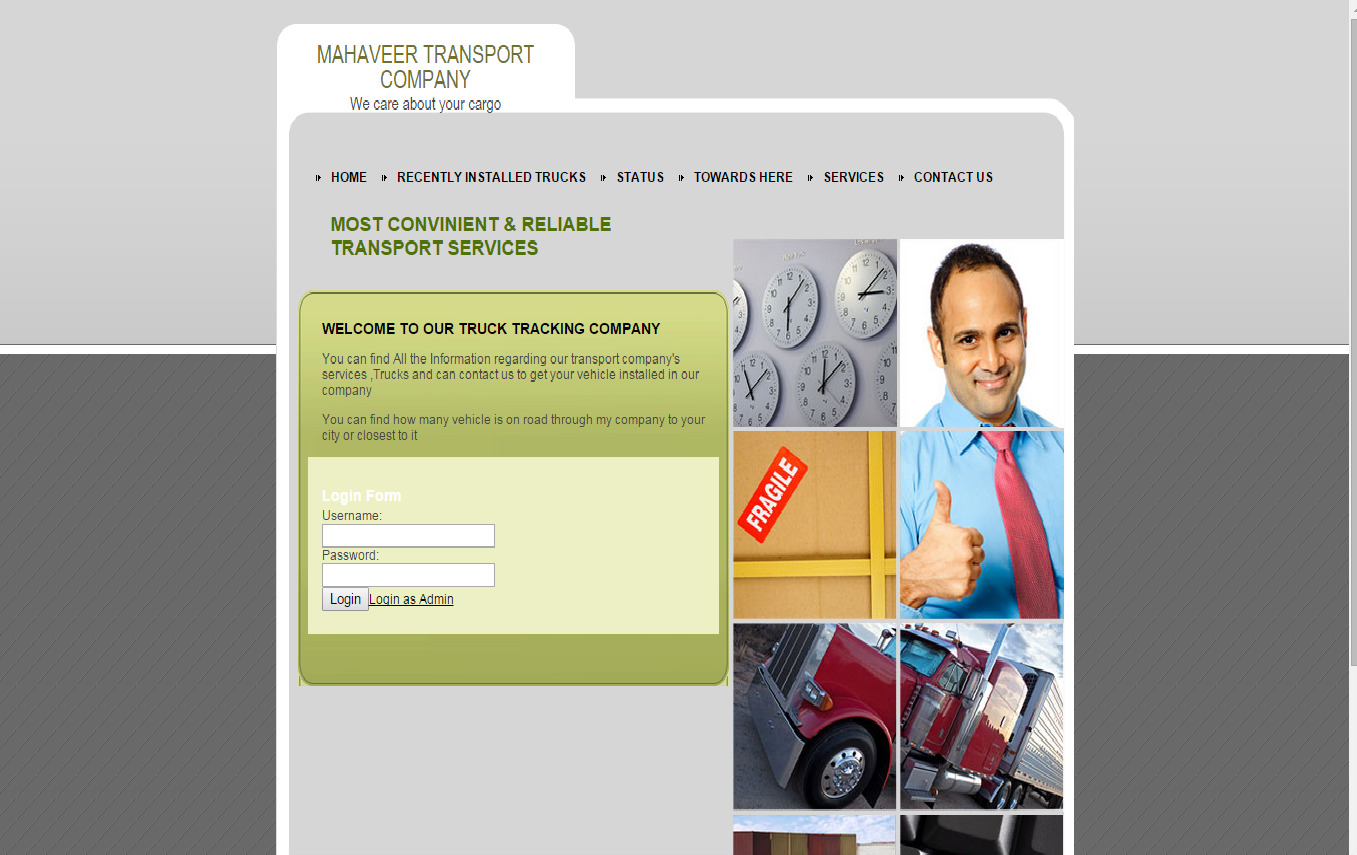 MAHAVEER TRANSPORT
COMPANY
We care about your cargo
HOME RECENTLY INSTALLED TRUCKS STATUS TOWARDS HERE SERVICES CONTACT US
MOST CONVINIENT & RELIABLE
TRANSPORT SERVICES
WELCOME TO OUR TRUCK TRACKING COMPANY
You can find All the Information regarding our transport company's
services ,Trucks and can contact us to get your vehicle installed in our
company
You can find how many vehicle is on road through my company to your
city or closest to it
Login Form
Username:
Password:
Login Login as Admin
FRAGILE